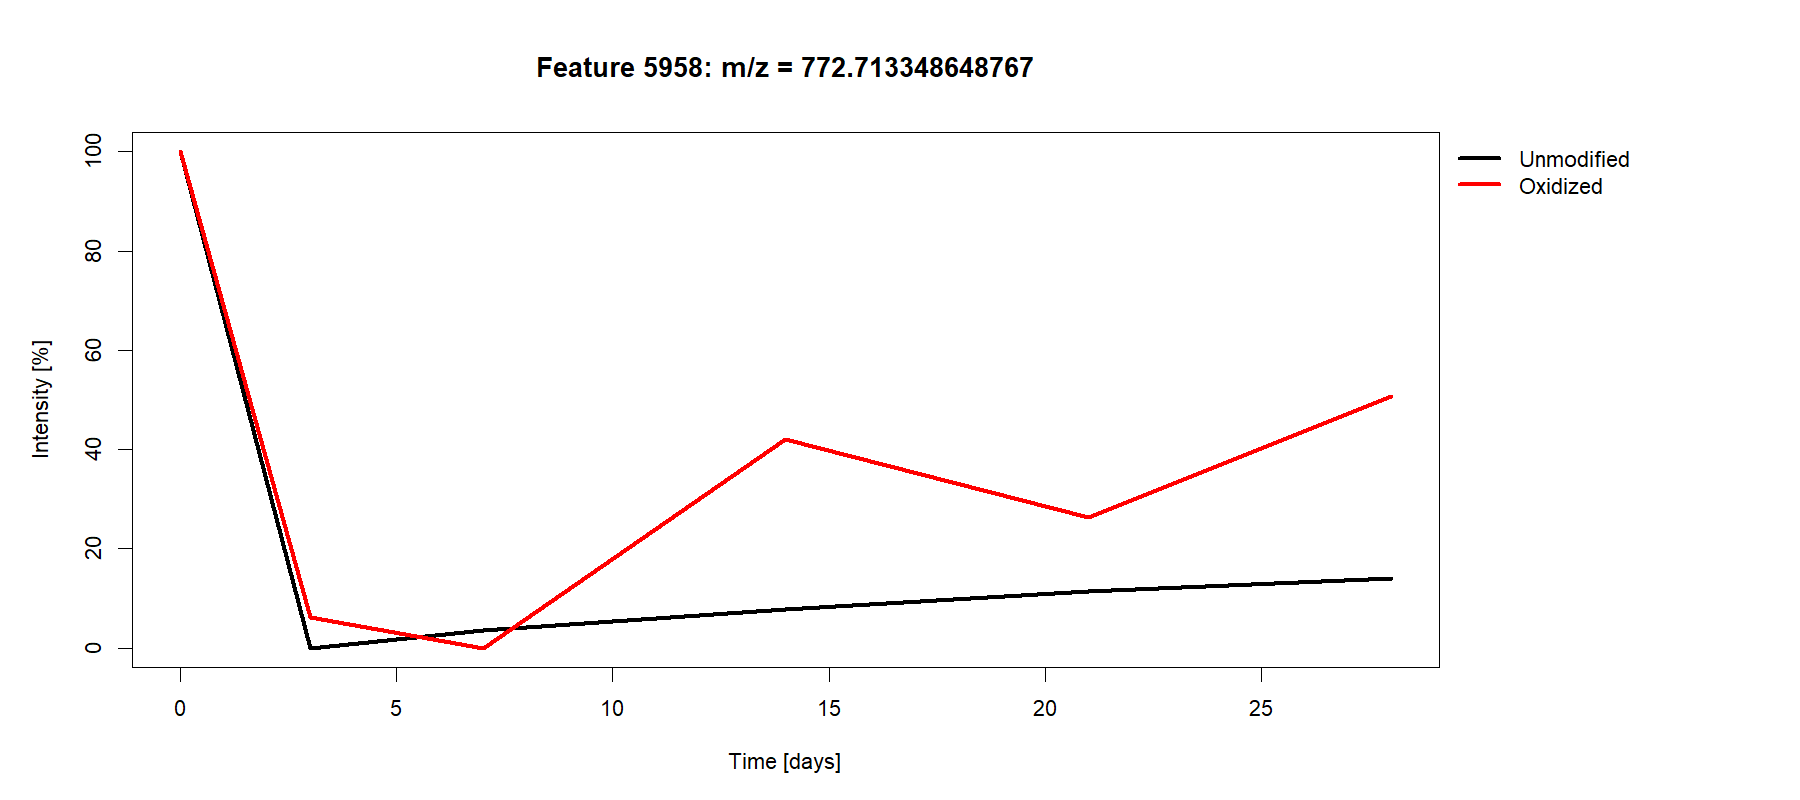 Feature 5958: m/z = 772.713348648767
Unmodified
Oxidized
Intensity [%]
100
80
60
40
20
0
0 5 10 15 20 25
Time [days]